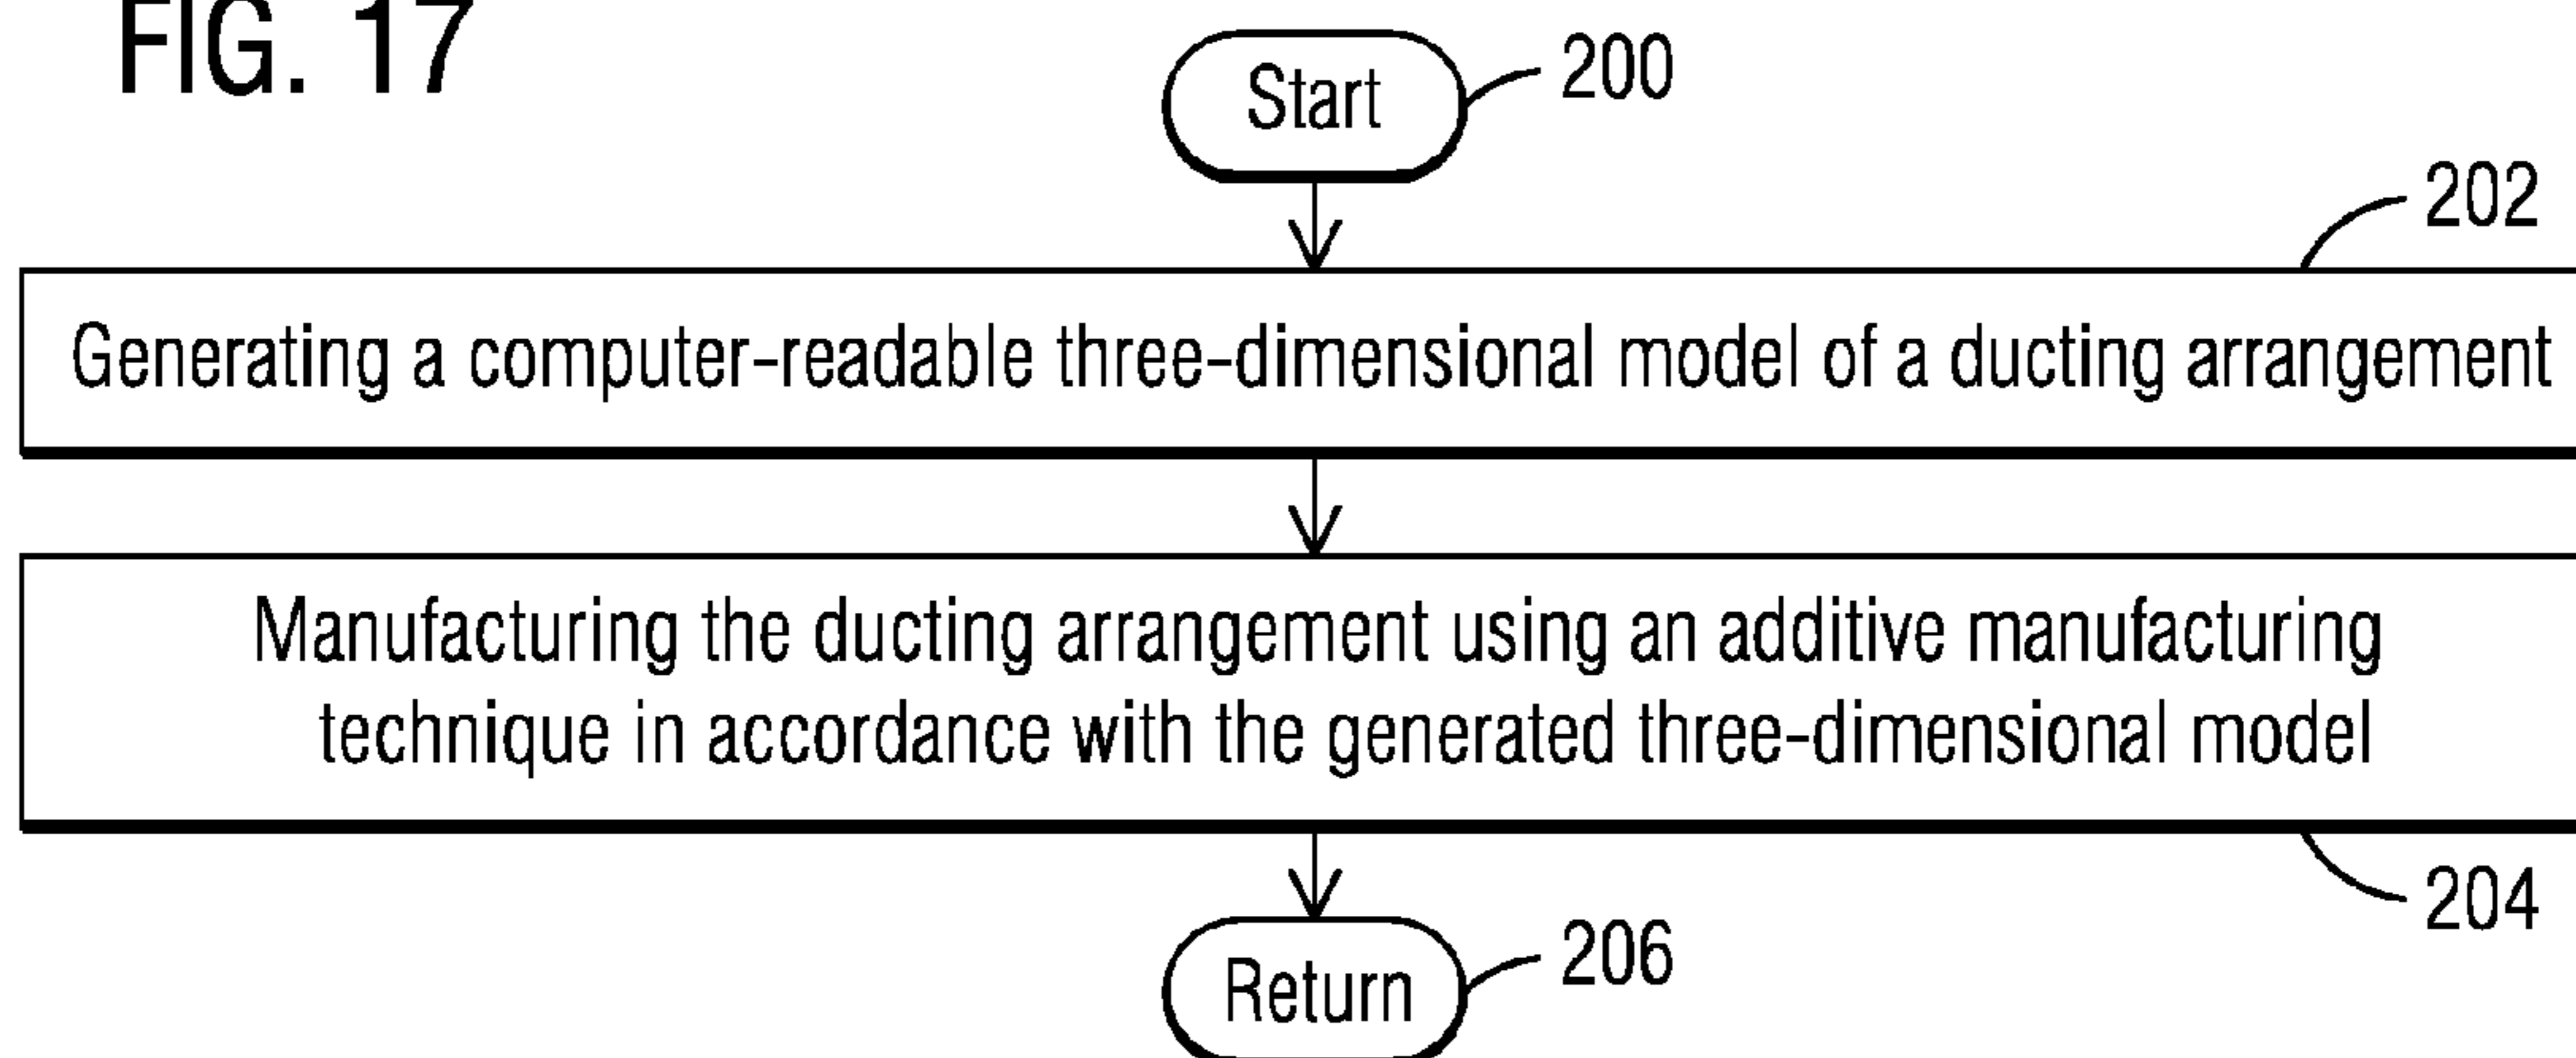 FIG. 17
Start
200
202
Generating a computer-readable three-dimensional model of a ducting arrangement
Manufacturing the ducting arrangement using an additive manufacturing
technique in accordance with the generated three-dimensional model
204
Return
206